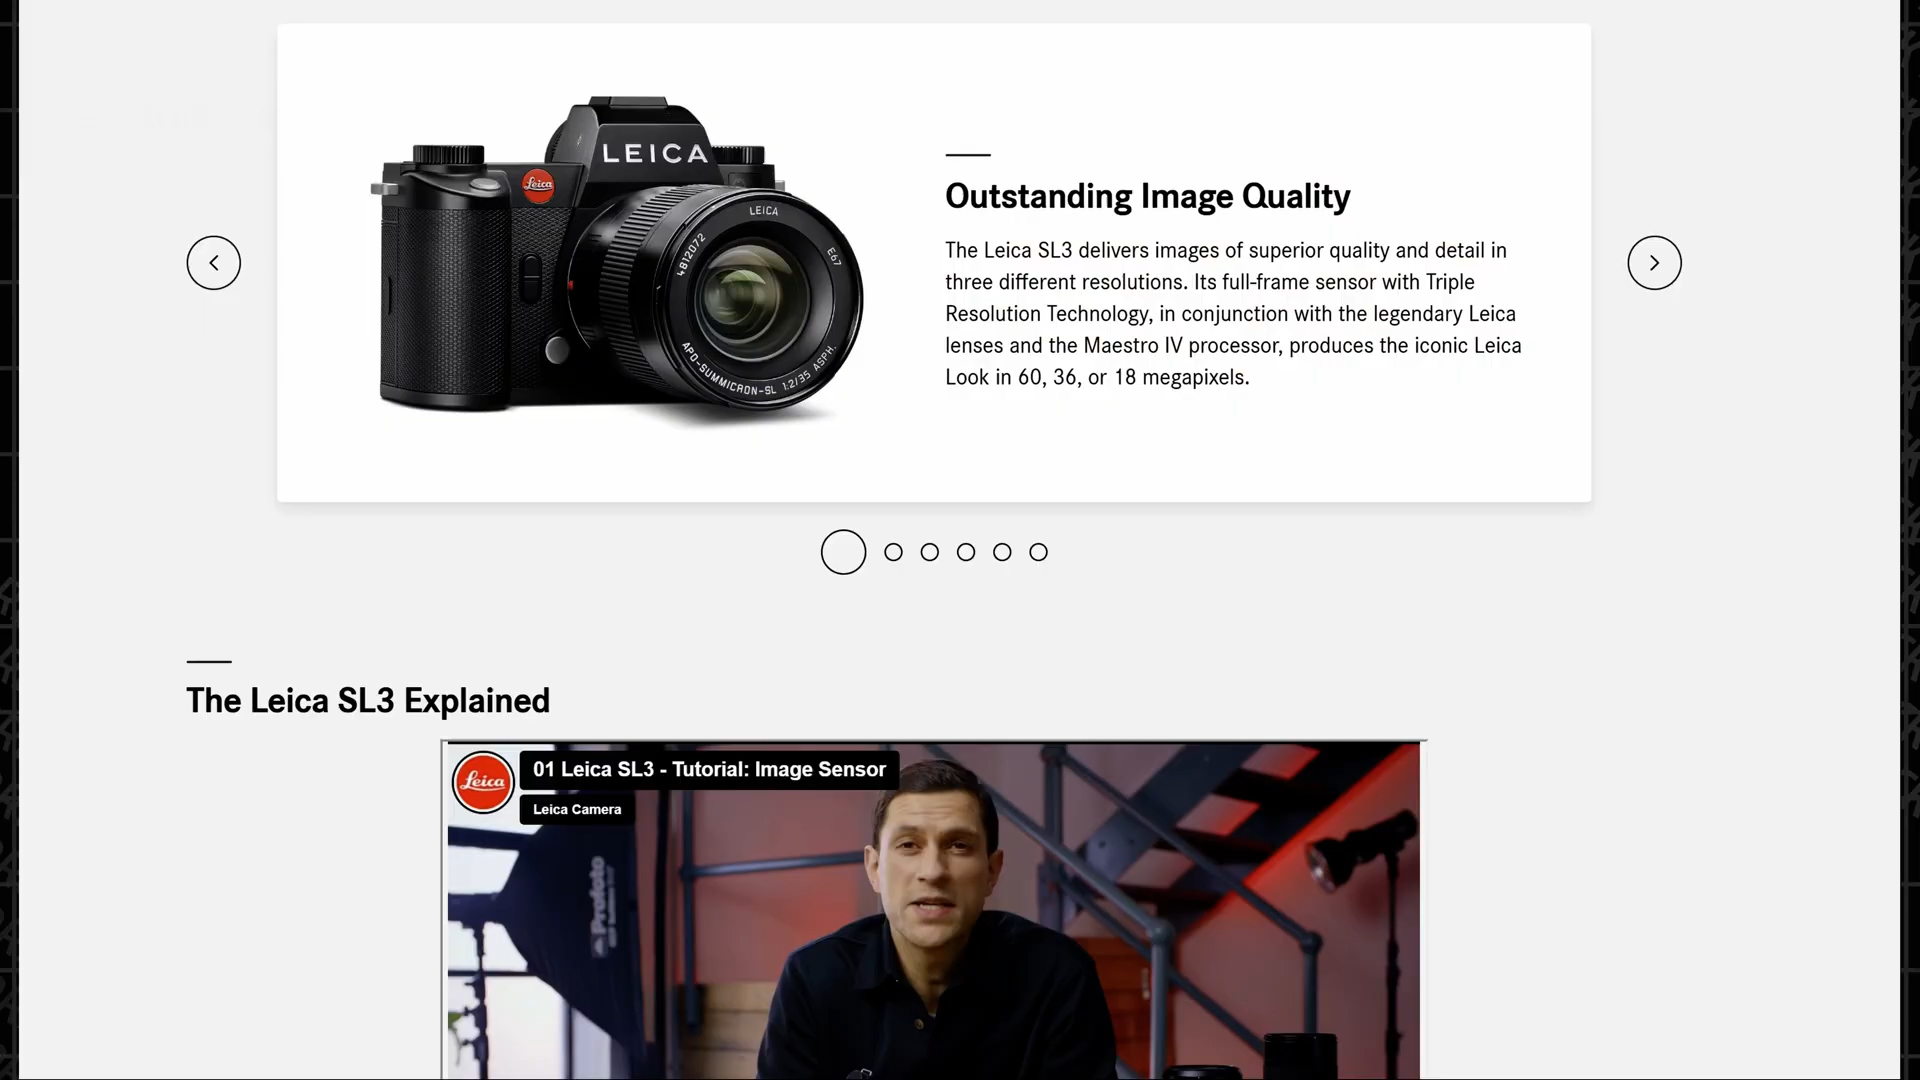 LEICA
Leica
LEICA
4812072
E67
APO-SUMMICRON-SL 1:2/35 ASPH.
Outstanding Image Quality
The Leica SL3 delivers images of superior quality and detail in
three different resolutions. Its full-frame sensor with Triple
Resolution Technology, in conjunction with the legendary Leica
lenses and the Maestro IV processor, produces the iconic Leica
Look in 60, 36, or 18 megapixels.
The Leica SL3 Explained
Leica
01 Leica SL3 - Tutorial: Image Sensor
Leica Camera
Profoto